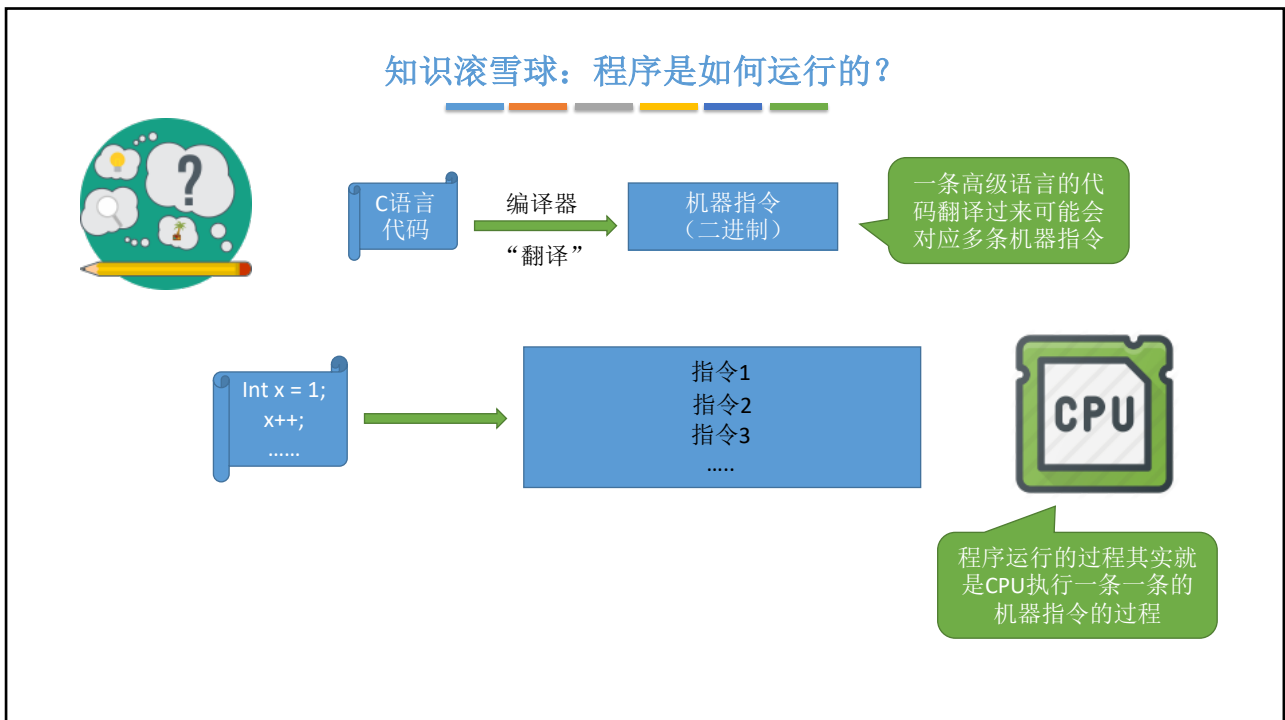 知识滚雪球：程序是如何运行的？
?
C语言
代码
编译器
“翻译”
机器指令
（二进制）
一条高级语言的代
码翻译过来可能会
对应多条机器指令
Int x = 1;
x++;
......
指令1
指令2
指令3
.....
CPU
程序运行的过程其实就
是CPU执行一条一条的
机器指令的过程